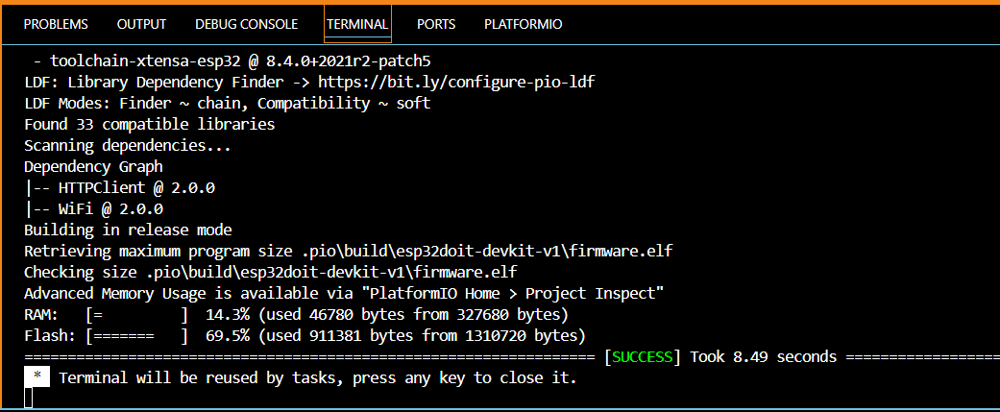 PROBLEMS OUTPUT DEBUG CONSOLE TERMINAL PORTS PLATFORMIO
- toolchain-xtensa-esp32 @ 8.4.0+2021r2-patch5
LDF: Library Dependency Finder -> https://bit.ly/configure-pio-ldf
LDF Modes: Finder ~ chain, Compatibility ~ soft
Found 33 compatible libraries
Scanning dependencies...
Dependency Graph
|-- HTTPClient @ 2.0.0
|-- WiFi @ 2.0.0
Building in release mode
Retrieving maximum program size .pio\build\esp32doit-devkit-v1\firmware.elf
Checking size .pio\build\esp32doit-devkit-v1\firmware.elf
Advanced Memory Usage is available via "PlatformIO Home > Project Inspect"
RAM:   [=         ]  14.3% (used 46780 bytes from 327680 bytes)
Flash: [=======   ]  69.5% (used 911381 bytes from 1310720 bytes)
================================================================== [SUCCESS] Took 8.49 seconds ==================
* Terminal will be reused by tasks, press any key to close it.